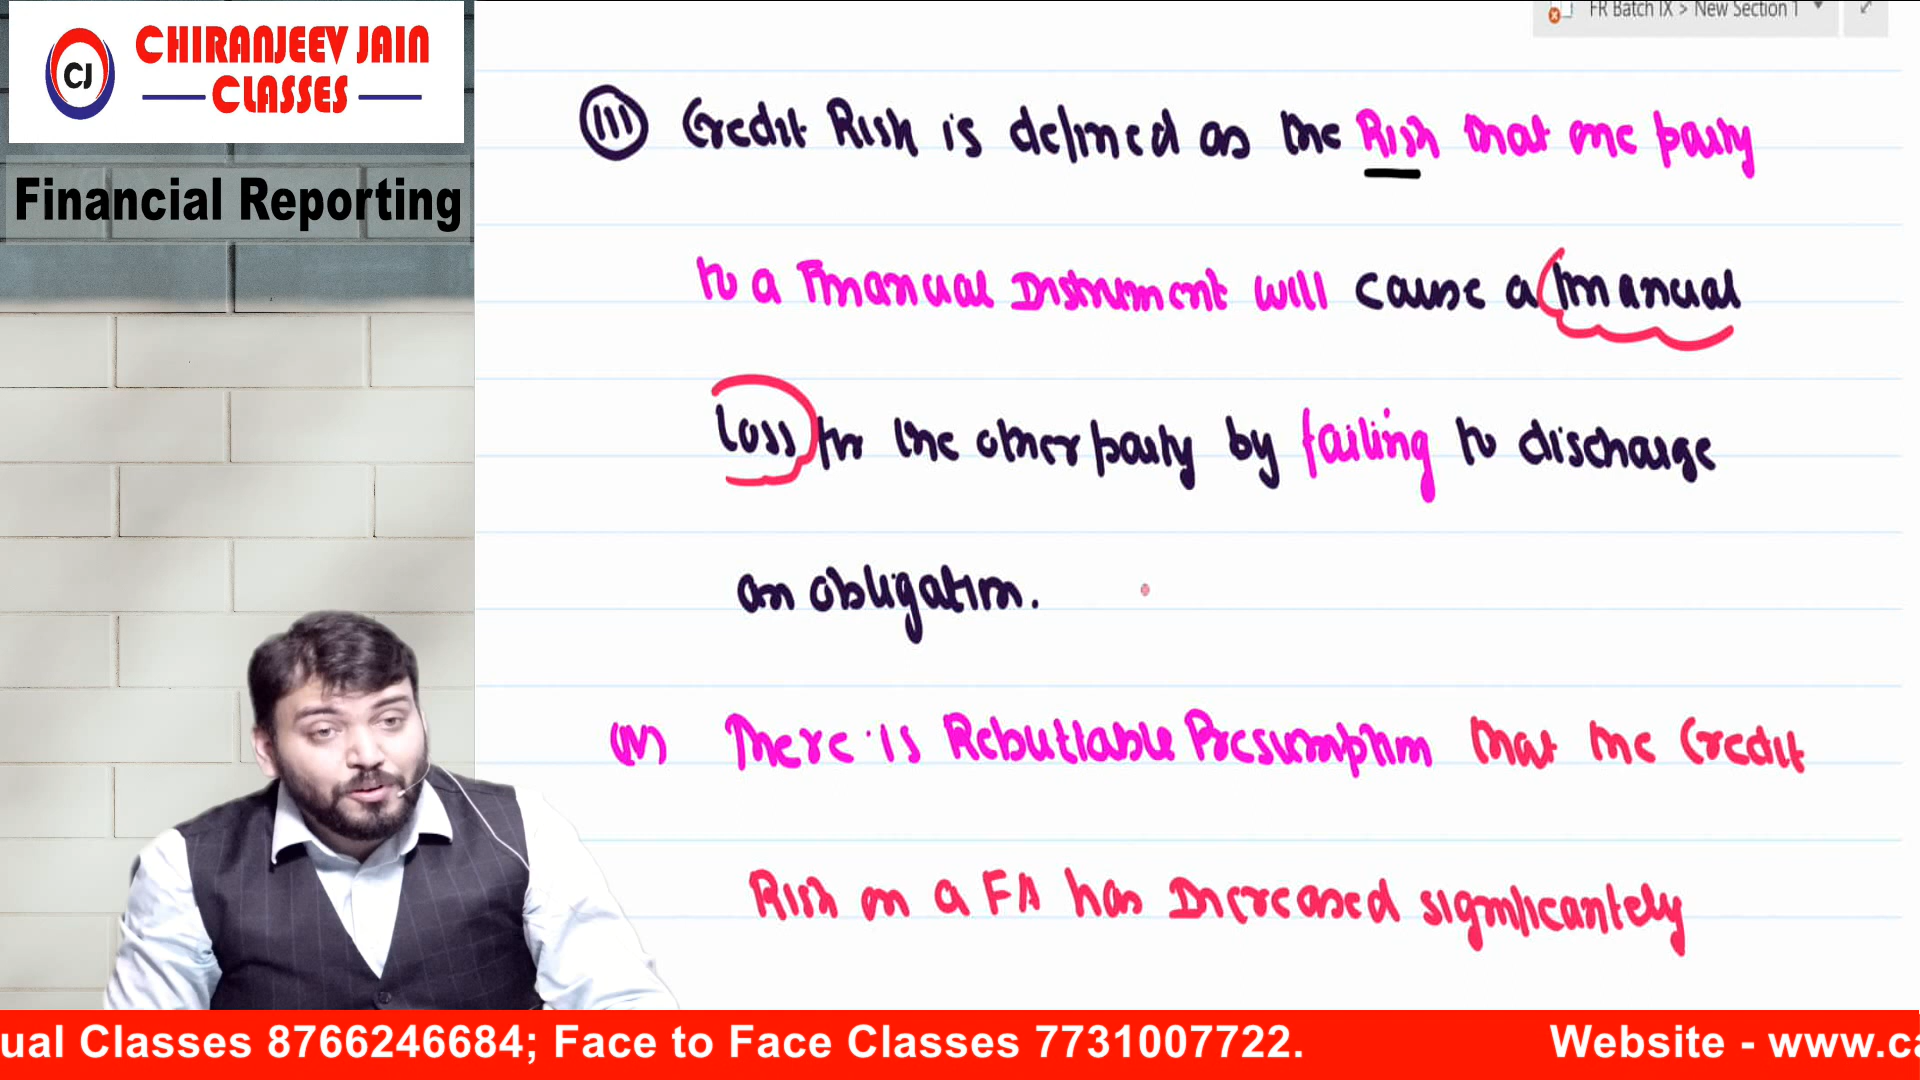 CHIRANJEEV JAIN
CJ
CLASSES
Financial Reporting
FR Batch IX > New Section 1
(III) Credit Risk is defined as the Risk that one party
to a Financial Instrument will cause a financial
loss for the other party by failing to discharge
an obligation.
(IV) There is Rebuttable Presumption that the Credit
Risk on a FA has Increased significantely
ual Classes 8766246684; Face to Face Classes 7731007722.
Website - www.ca